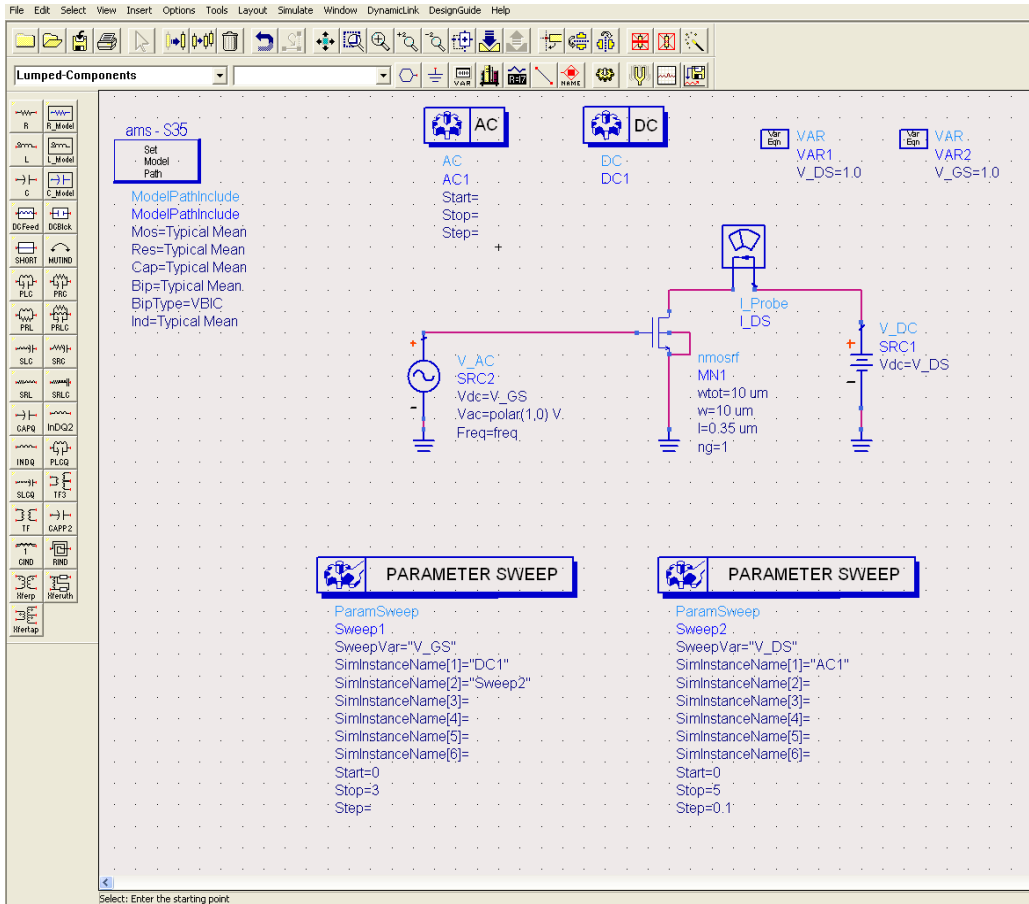 File Edit Select View Insert Options Tools Layout Simulate Window DynamicLink DesignGuide Help
Lumped-Components
VAR
NAME
R R_Model
L L_Model
C C_Model
DCFeed DCBlck
SHORT MUTIND
PLC PRC
PRL PRLC
SLC SRC
SRL SRLC
CAPQ InDQ2
INDQ PLCQ
SLCQ TF3
TF CAPP2
CIND RIND
Xferp Xferuth
Xfertap
ams - S35
Set
Model
Path
ModelPathInclude
ModelPathInclude
Mos=Typical Mean
Res=Typical Mean
Cap=Typical Mean
Bip=Typical Mean
BipType=VBIC
Ind=Typical Mean
AC
AC
AC1
Start=
Stop=
Step=
DC
DC
DC1
Var
Eqn
VAR
VAR1
V_DS=1.0
Var
Eqn
VAR
VAR2
V_GS=1.0
I_Probe
I_DS
V_AC
SRC2
Vdc=V_GS
Vac=polar(1,0) V
Freq=freq
nmosrf
MN1
wtot=10 um
w=10 um
l=0.35 um
ng=1
V_DC
SRC1
Vdc=V_DS
PARAMETER SWEEP
ParamSweep
Sweep1
SweepVar="V_GS"
SimInstanceName[1]="DC1"
SimInstanceName[2]="Sweep2"
SimInstanceName[3]=
SimInstanceName[4]=
SimInstanceName[5]=
SimInstanceName[6]=
Start=0
Stop=3
Step=
PARAMETER SWEEP
ParamSweep
Sweep2
SweepVar="V_DS"
SimInstanceName[1]="AC1"
SimInstanceName[2]=
SimInstanceName[3]=
SimInstanceName[4]=
SimInstanceName[5]=
SimInstanceName[6]=
Start=0
Stop=5
Step=0.1
Select: Enter the starting point